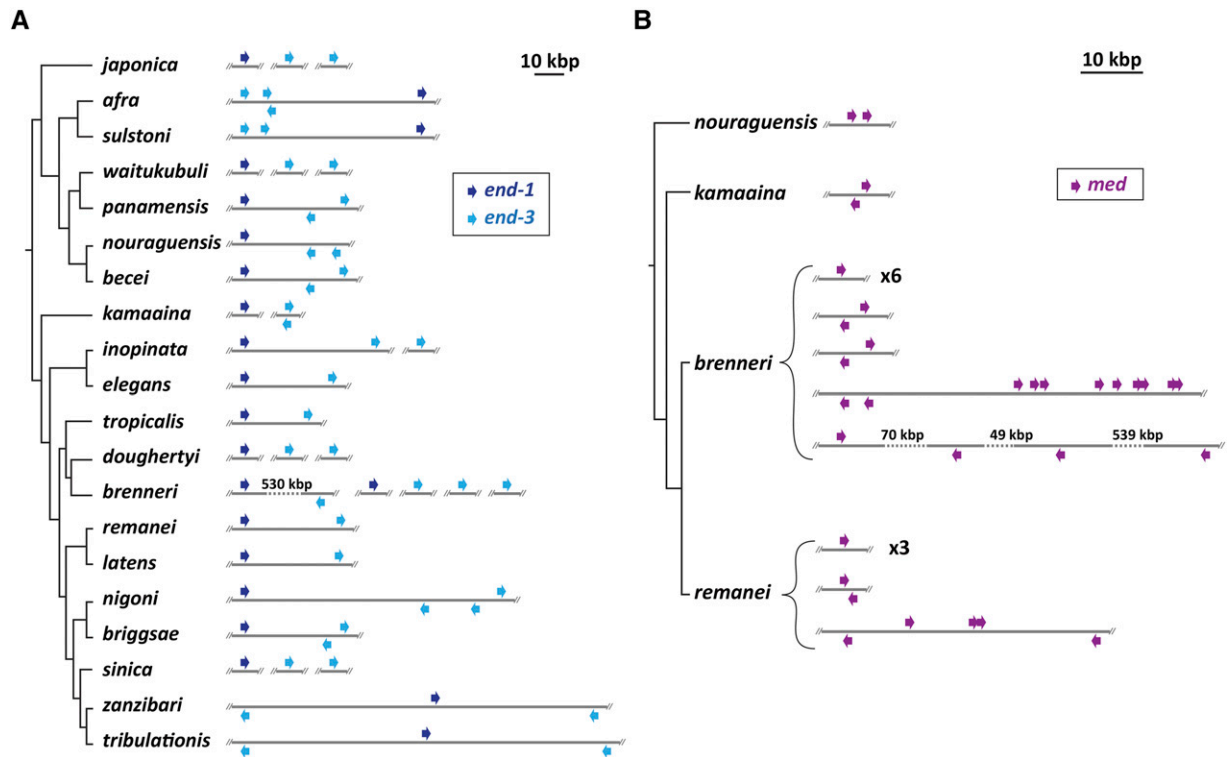 A
10 kbp
japonica
afra
sulstoni
waitukubuli
panamensis
nouraguensis
becei
kamaaina
inopinata
elegans
tropicalis
doughertyi
brenneri
530 kbp
remanei
latens
nigoni
briggsae
sinica
zanzibari
tribulationis
end-1
end-3
B
10 kbp
nouraguensis
kamaaina
med
brenneri
x6
70 kbp 49 kbp 539 kbp
remanei
x3